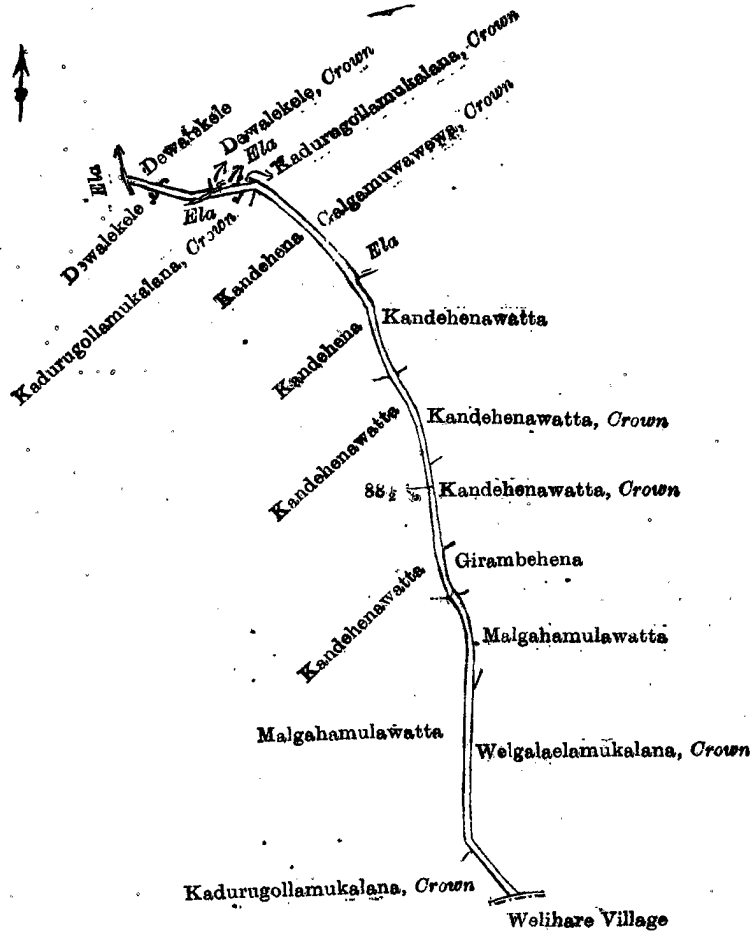 Dewalekele, Crown
Kadurugollamukalana, Crown
Dewalekele
Ela
Galgamuwawewa, Crown
Ela
Dewalekele
Ela
Kadurugollamukalana, Crown
Kandehena
Ela
Kandehenawatta
Kandehena
Kandehenawatta, Crown
Kandehenawatta
Kandehenawatta, Crown
Girambehena
Kandehenawatta
Malgahamulawatta
Malgahamulawatta
Welgalaelamukalana, Crown
Kadurugollamukalana, Crown
Welihare Village